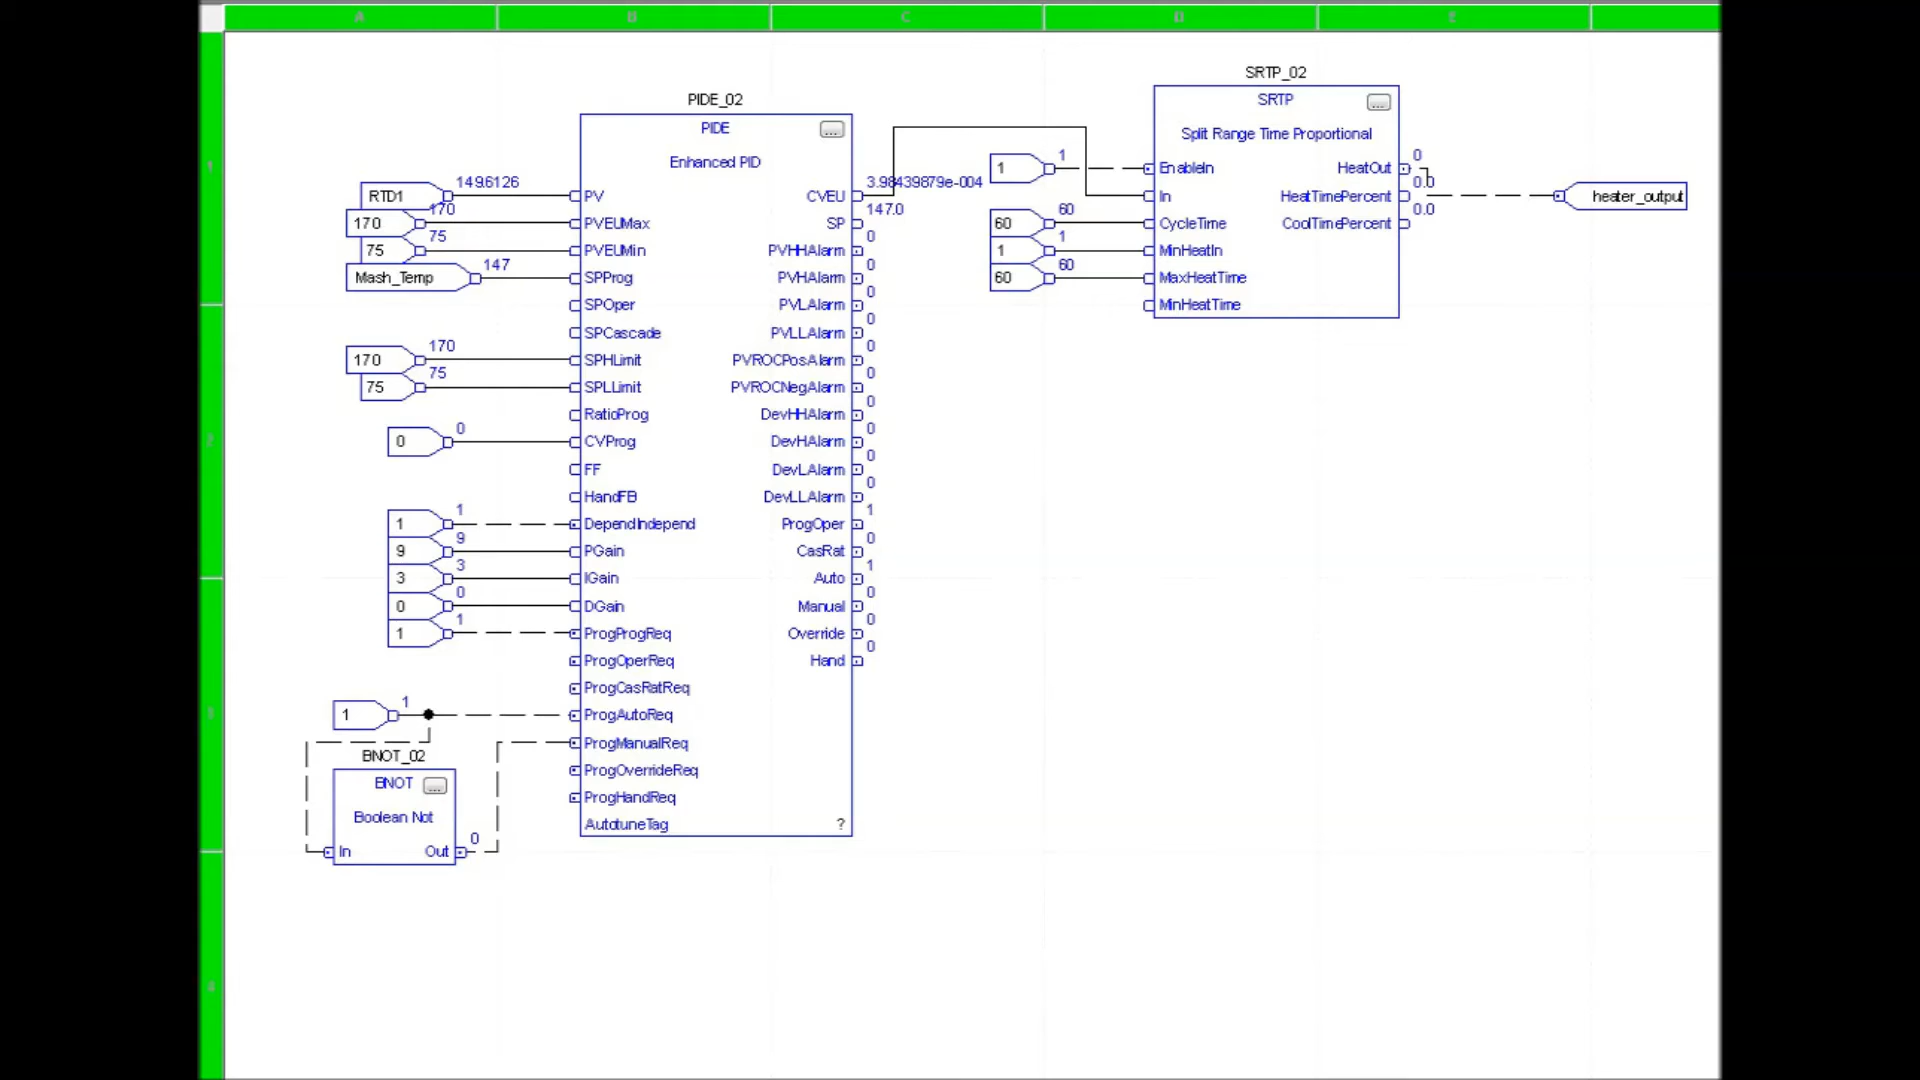 A B C D E
1
2
3
4
PIDE_02
PIDE
Enhanced PID
RTD1 149.6126 PV CVEU 3.98439879e-004
170 170 PVEUMax SP 147.0
75 75 PVEUMin PVHHAlarm 0
Mash_Temp 147 SPProg PVHAlarm 0
SPOper PVLAlarm 0
SPCascade PVLLAlarm 0
170 170 SPHLimit PVROCPosAlarm 0
75 75 SPLLimit PVROCNegAlarm 0
RatioProg DevHHAlarm 0
0 0 CVProg DevHAlarm 0
FF DevLAlarm 0
HandFB DevLLAlarm 0
1 1 DependIndepend ProgOper 1
9 9 PGain CasRat 0
3 3 IGain Auto 1
0 0 DGain Manual 0
1 1 ProgProgReq Override 0
ProgOperReq Hand 0
ProgCasRatReq
1 1 ProgAutoReq
ProgManualReq
ProgOverrideReq
ProgHandReq
AutotuneTag ?
BNOT_02
BNOT
Boolean Not
In Out 0
SRTP_02
SRTP
Split Range Time Proportional
1 1 EnableIn HeatOut 0
In HeatTimePercent 0.0 heater_output
60 60 CycleTime CoolTimePercent 0.0
1 1 MinHeatIn
60 60 MaxHeatTime
MinHeatTime